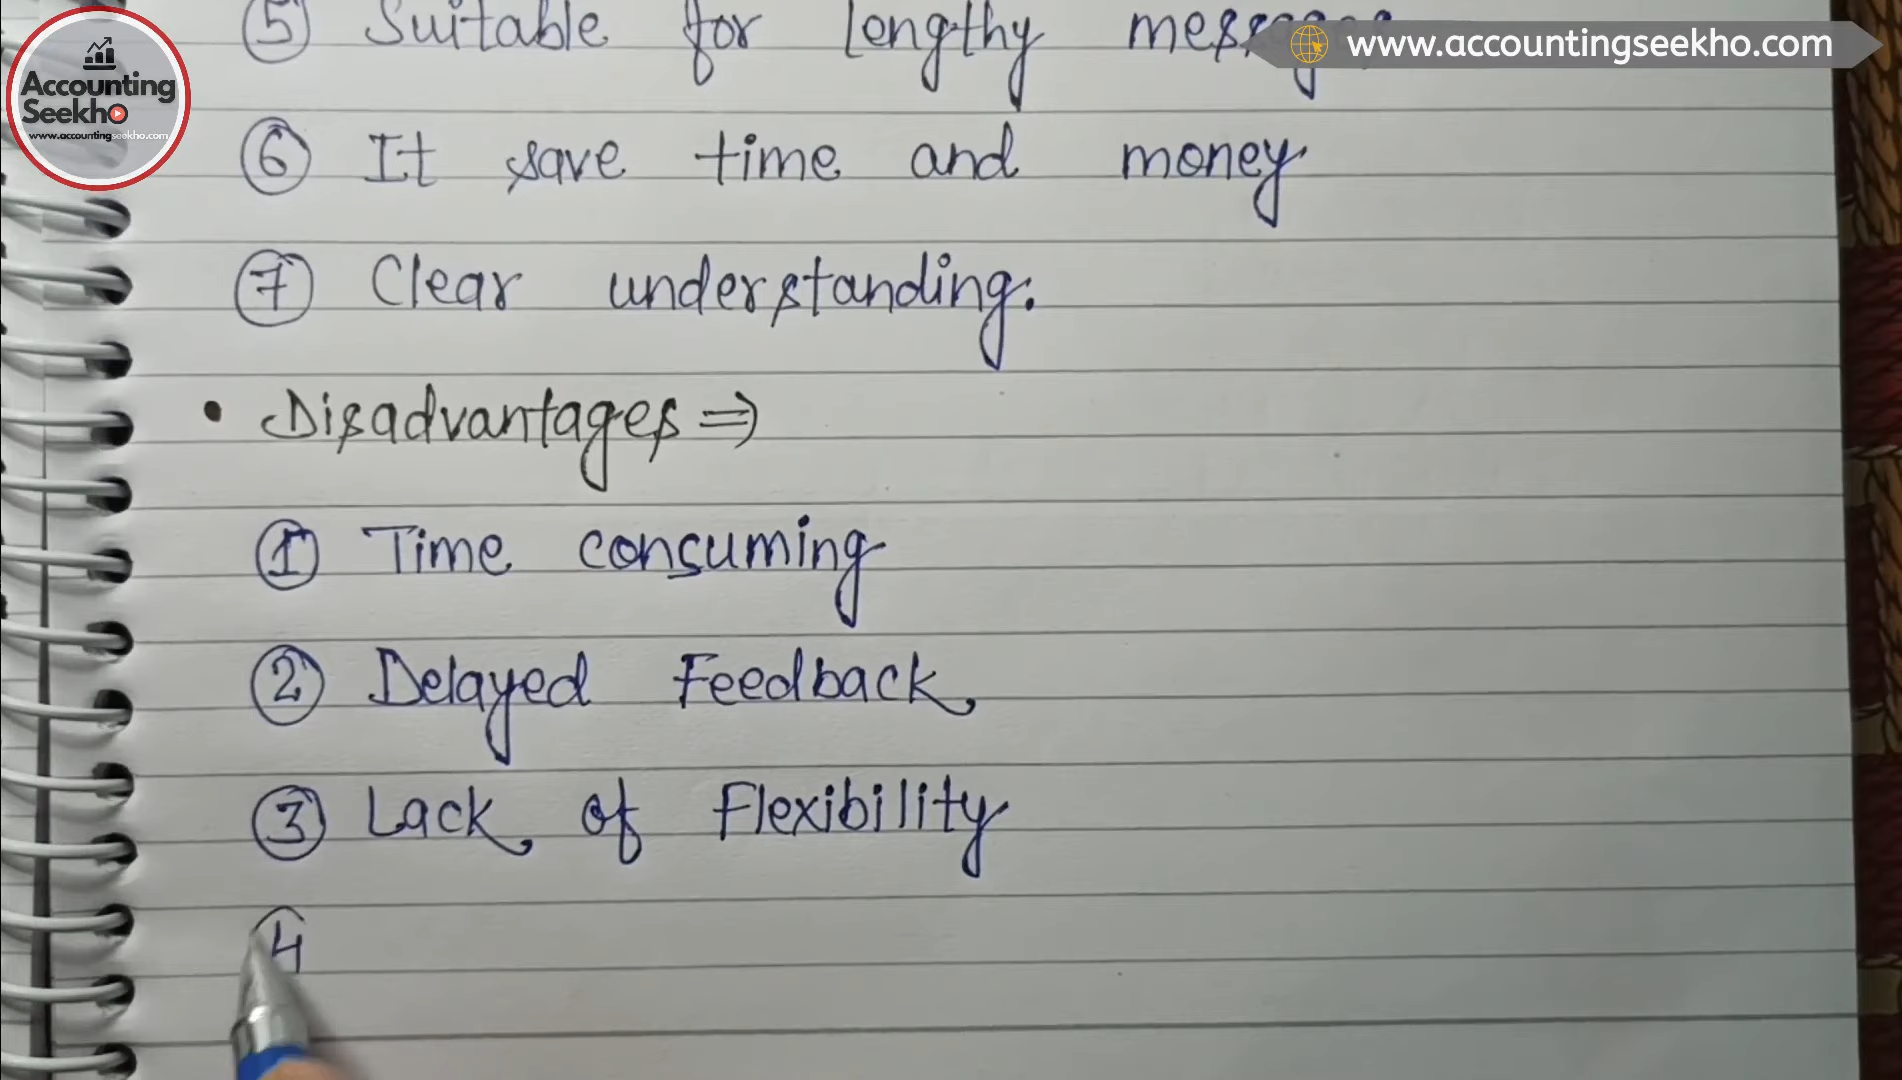 ⑤ Suitable for lengthy messages
www.accountingseekho.com
Accounting
Seekho
www.accountingseekho.com
⑥ It save time and money
⑦ Clear understanding.
• Disadvantages ⇒
① Time consuming
② Delayed Feedback
③ Lack of Flexibility
④